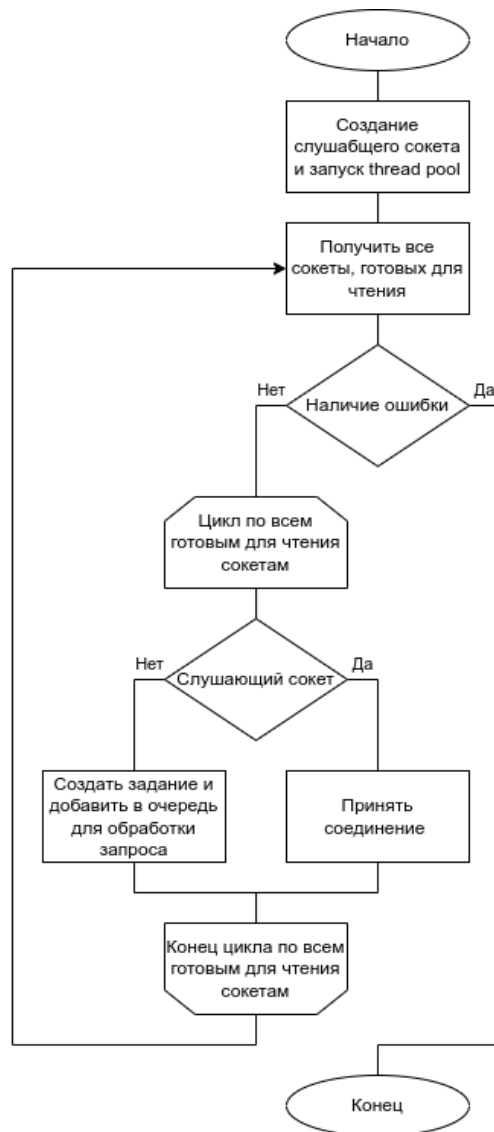 Начало
Создание
слушабщего сокета
и запуск thread pool
Получить все
сокеты, готовых для
чтения
Нет
Да
Наличие ошибки
Цикл по всем
готовым для чтения
сокетам
Нет
Да
Слушающий сокет
Создать задание и
добавить в очередь
для обработки
запроса
Принять
соединение
Конец цикла по всем
готовым для чтения
сокетам
Конец